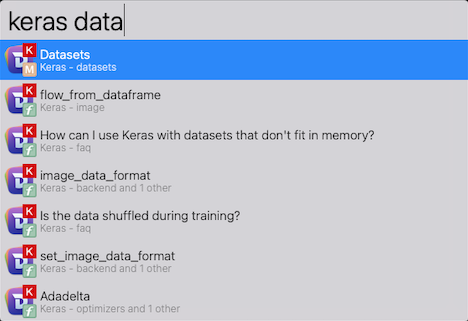 keras data
K
Datasets
M
Keras - datasets
K
flow_from_dataframe
f
Keras - image
K
How can I use Keras with datasets that don't fit in memory?
f
Keras - faq
K
image_data_format
f
Keras - backend and 1 other
K
Is the data shuffled during training?
f
Keras - faq
K
set_image_data_format
f
Keras - backend and 1 other
K
Adadelta
f
Keras - optimizers and 1 other